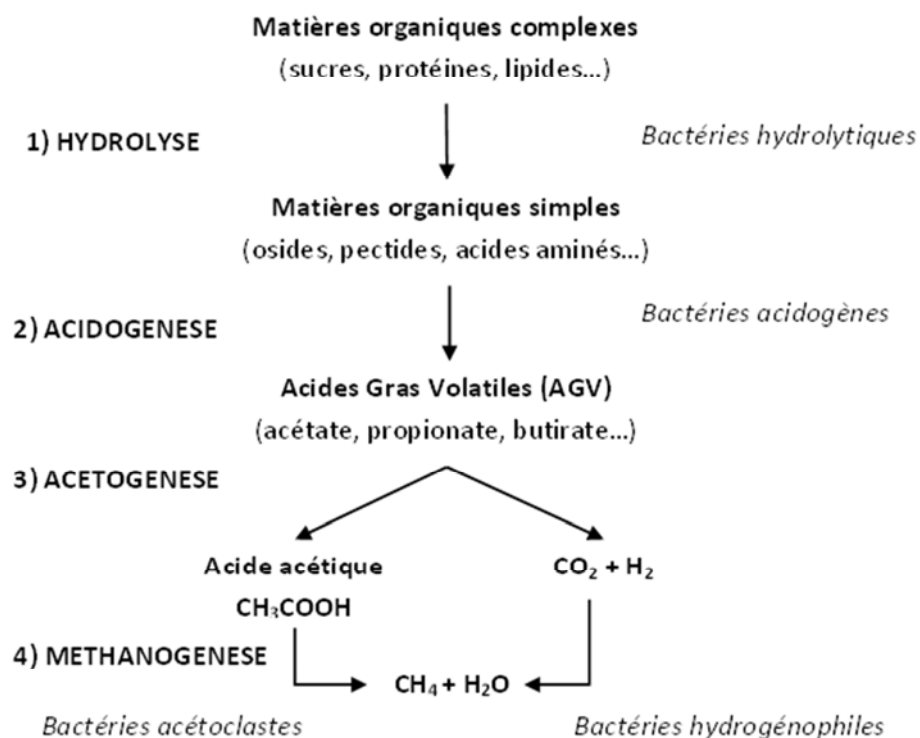 Matières organiques complexes
(sucres, protéines, lipides...)
1) HYDROLYSE
Bactéries hydrolytiques
Matières organiques simples
(osides, pectides, acides aminés...)
2) ACIDOGENESE
Bactéries acidogènes
Acides Gras Volatiles (AGV)
(acétate, propionate, butirate...)
3) ACETOGENESE
Acide acétique
CO₂ + H₂
CH₃COOH
4) METHANOGENESE
CH₄ + H₂O
Bactéries acétoclastes
Bactéries hydrogénophiles